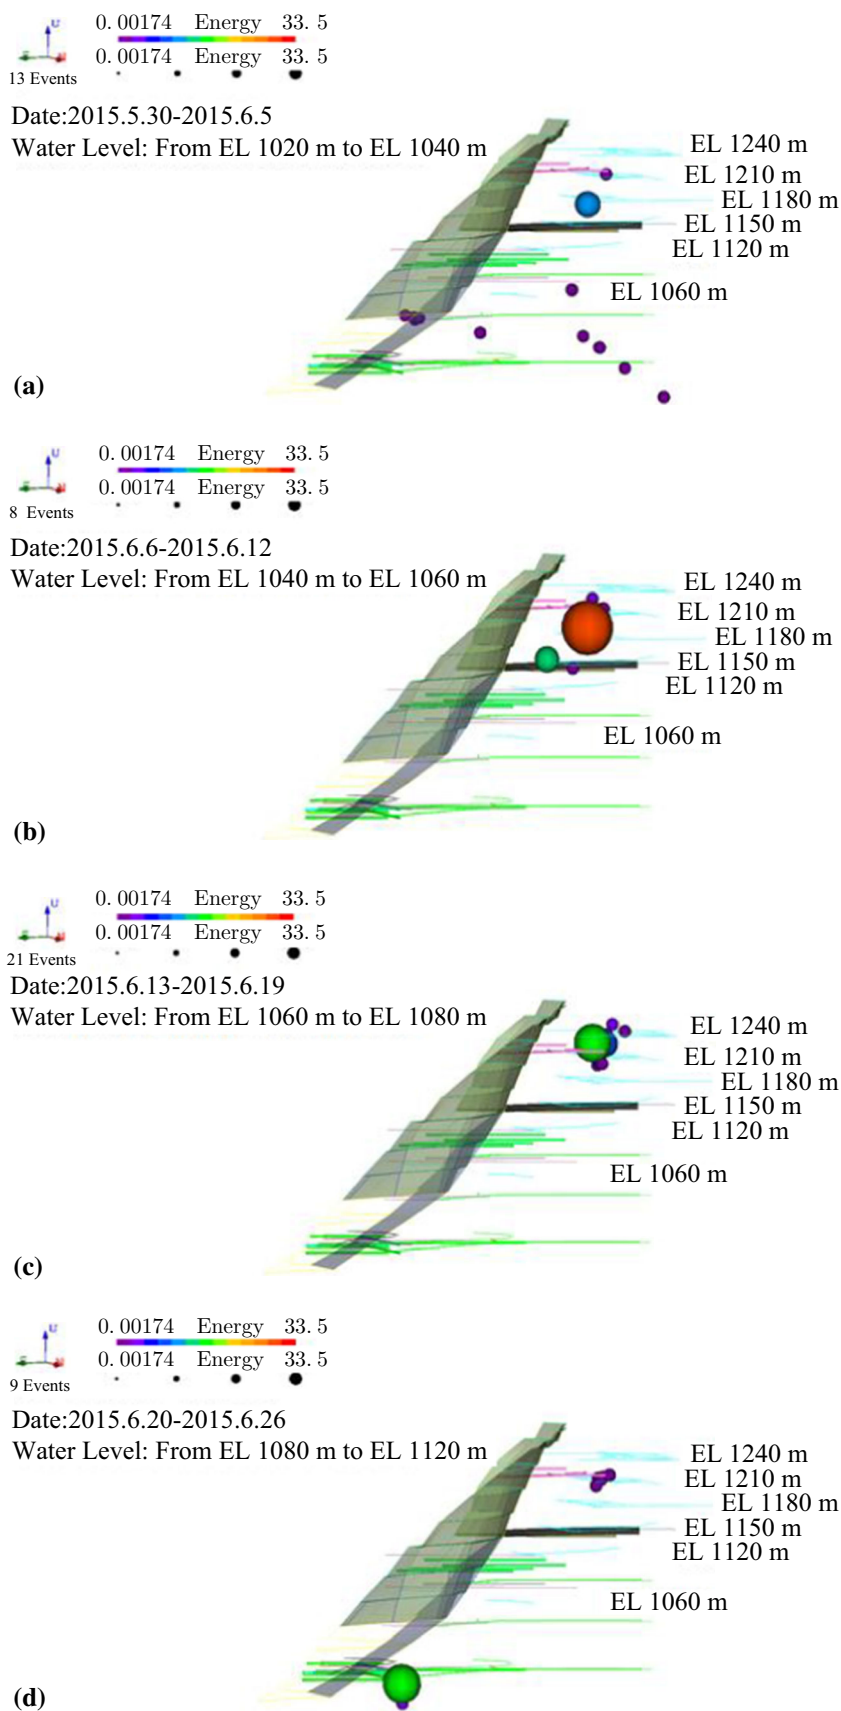 0.00174 Energy 33.5
0.00174 Energy 33.5
U
13 Events
Date:2015.5.30-2015.6.5
Water Level: From EL 1020 m to EL 1040 m
EL 1240 m
EL 1210 m
EL 1180 m
EL 1150 m
EL 1120 m
EL 1060 m
(a)
0.00174 Energy 33.5
0.00174 Energy 33.5
U
8 Events
Date:2015.6.6-2015.6.12
Water Level: From EL 1040 m to EL 1060 m
EL 1240 m
EL 1210 m
EL 1180 m
EL 1150 m
EL 1120 m
EL 1060 m
(b)
0.00174 Energy 33.5
0.00174 Energy 33.5
U
21 Events
Date:2015.6.13-2015.6.19
Water Level: From EL 1060 m to EL 1080 m
EL 1240 m
EL 1210 m
EL 1180 m
EL 1150 m
EL 1120 m
EL 1060 m
(c)
0.00174 Energy 33.5
0.00174 Energy 33.5
U
9 Events
Date:2015.6.20-2015.6.26
Water Level: From EL 1080 m to EL 1120 m
EL 1240 m
EL 1210 m
EL 1180 m
EL 1150 m
EL 1120 m
EL 1060 m
(d)